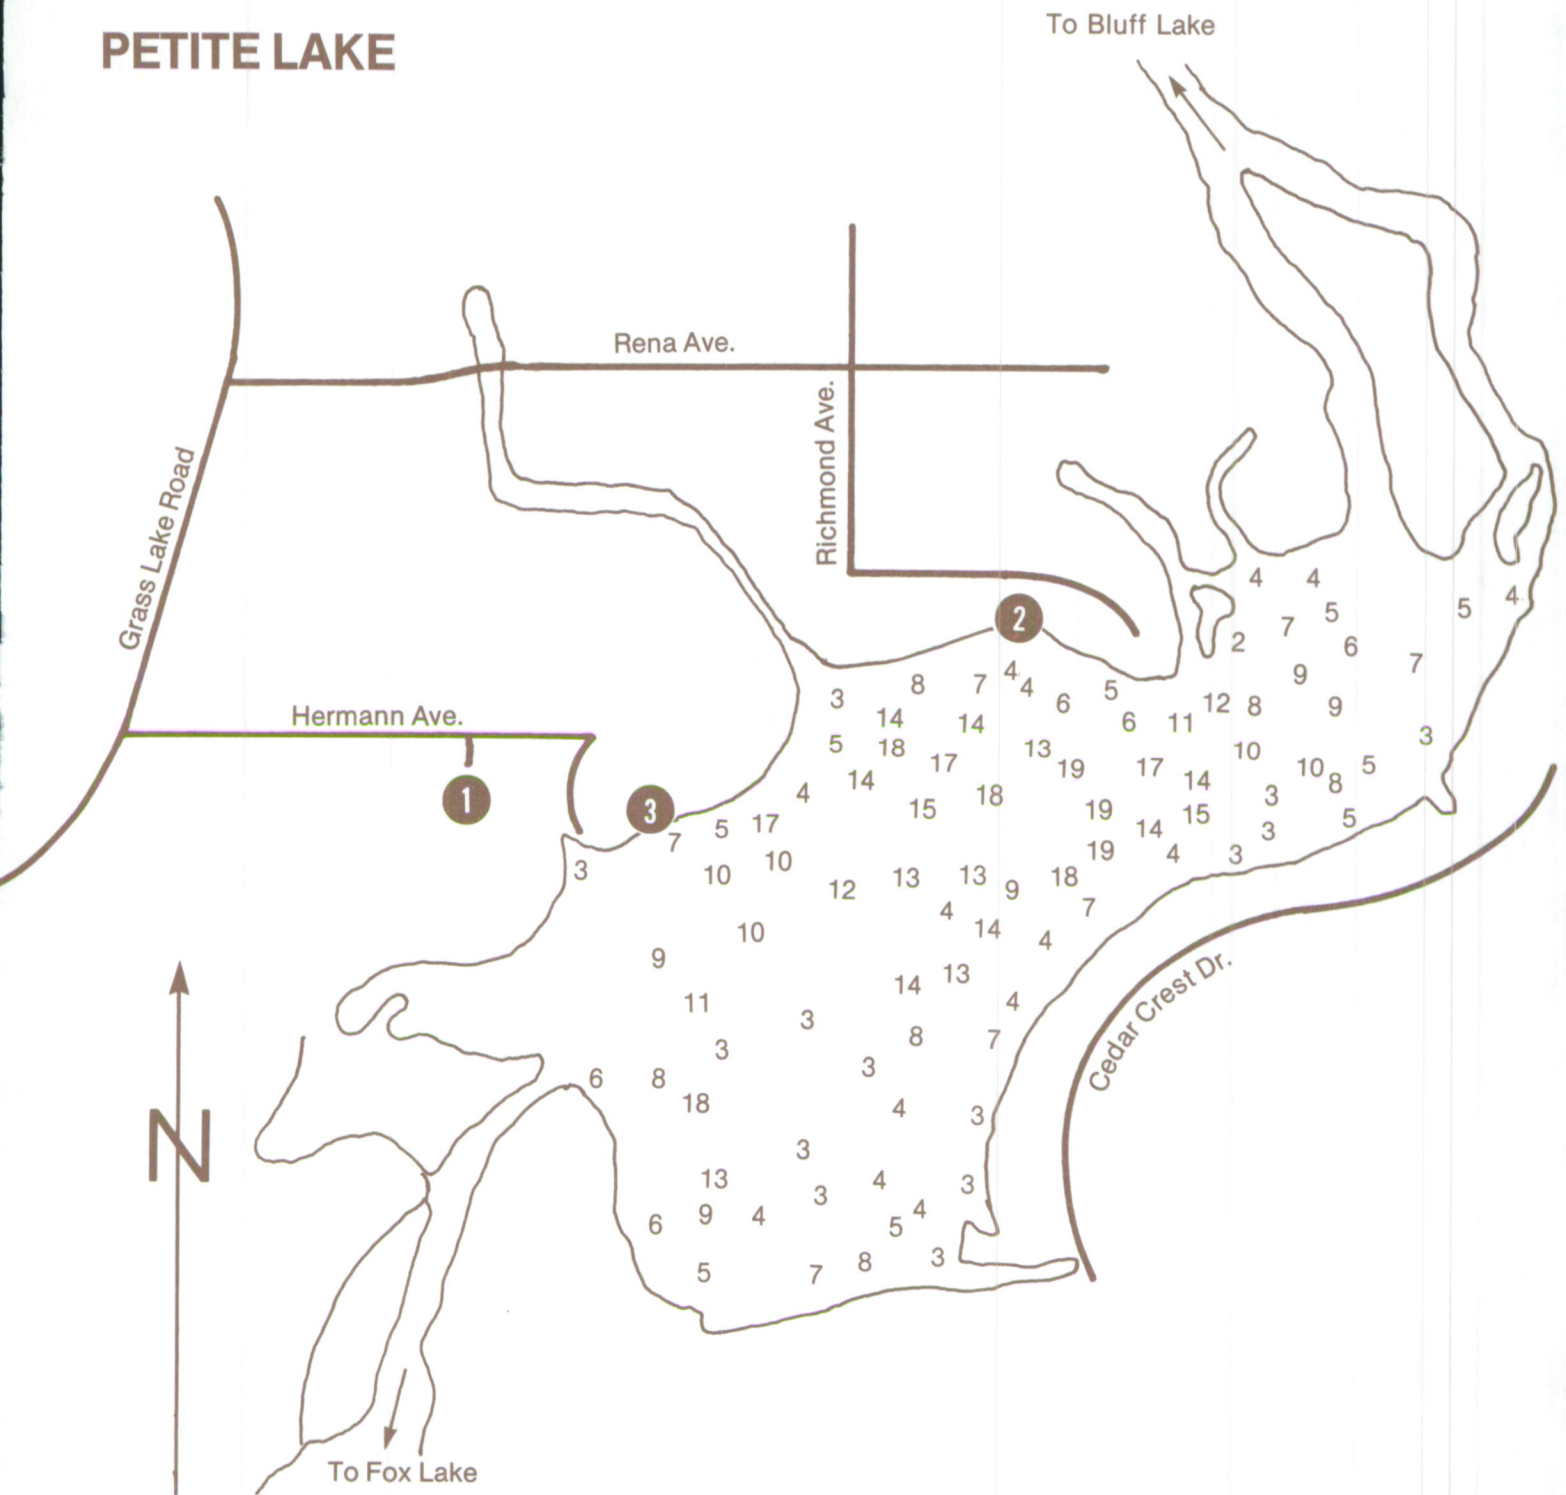 To Bluff Lake
PETITE LAKE
Rena Ave.
Richmond Ave.
Grass Lake Road
Hermann Ave.
2
1
3
4 4
5 4
5
7
2 6
7
9
4
3 8 7 4 5
6 12 8 9
14 14 6 11
3
5 18 13 10
17 19 17 10 5
14 14 8
4 18 3
15 19 15
5 17 14 3 5
7
10 19 4 3
3 10 13 13 18
12 9
4 7
10 14 4
9
14 13
11 4
3
8 7
3
3
6 8
18 4 3
3
13 4 3
3
6 9 4 4
5
8 3
5 7
Cedar Crest Dr.
N
To Fox Lake